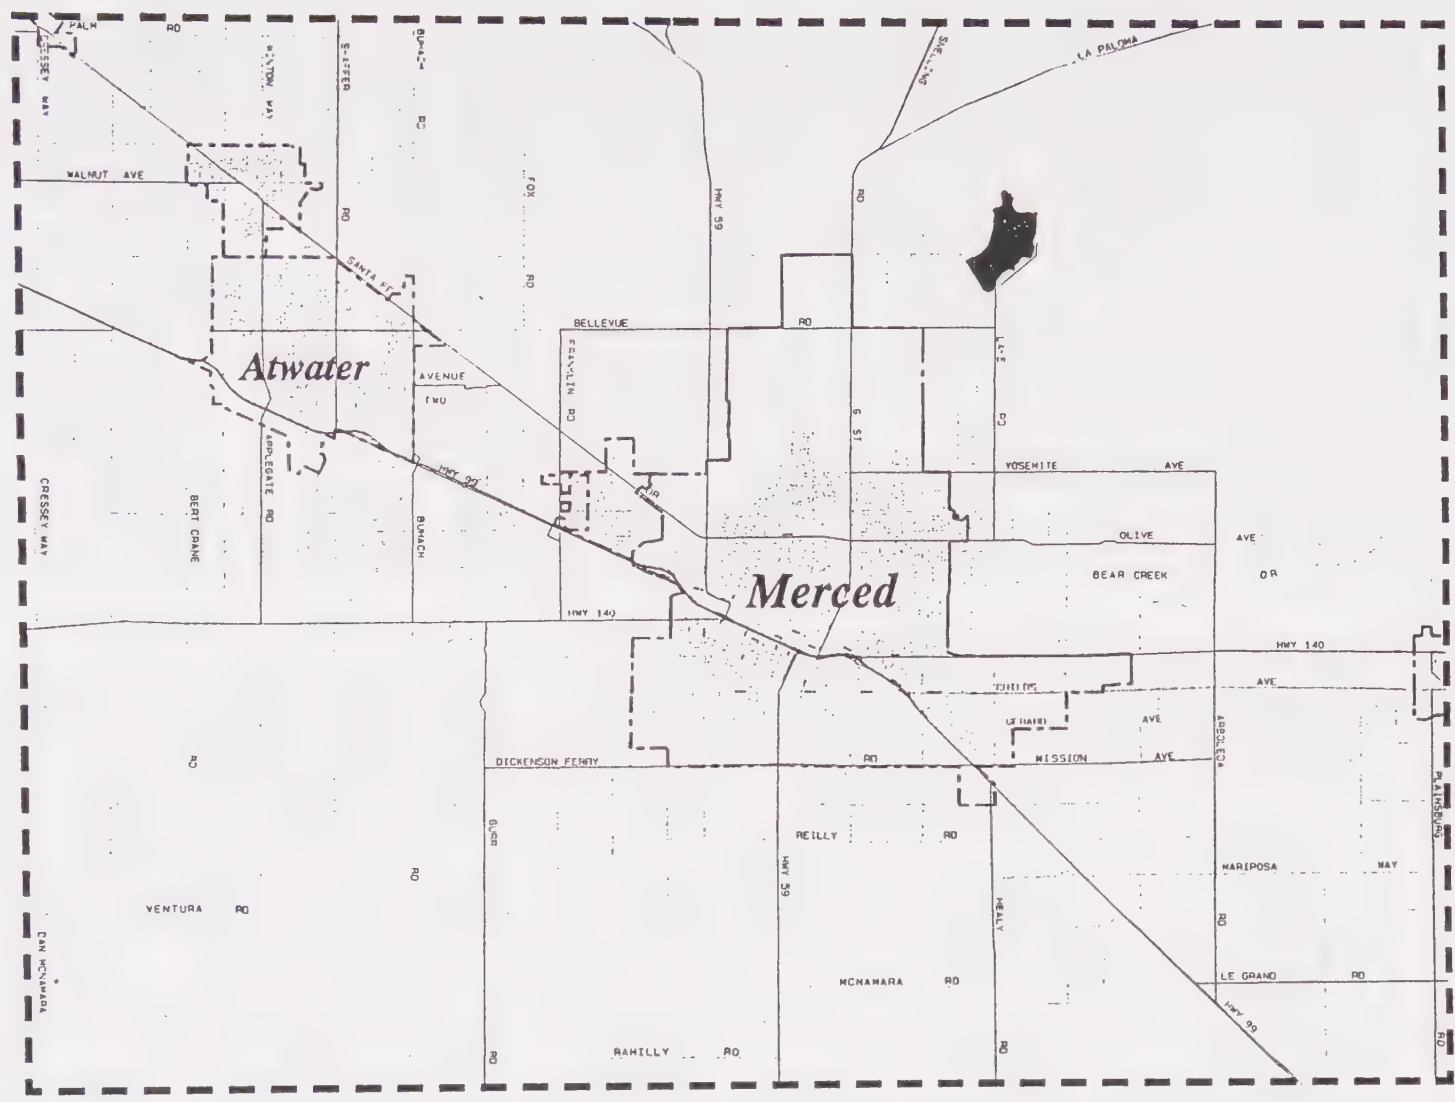 PALM RD
CRESSEY WAY
WINSTON WAY
SHAFFER
BUHACH RD
SNELLING
LA PALOMA
WALNUT AVE
FOX
RD
HWY 59
RD
RD
SANTA FE
RD
BELLEVUE RD
FRANKLIN RD
LAKE
RD
Atwater
AVENUE
TWO
G ST
APPLEGATE RD
HWY 99
YOSEMITE AVE
CRESSEY WAY
BERT CRANE
BUHACH
DR
OLIVE AVE
BEAR CREEK DR
Merced
HWY 140
HWY 140
CHILDS AVE
GERARD AVE
ARBOLEDA
RD
DICKENSON FERRY RD
MISSION AVE
PLAINSBURG
GURR
REILLY RD
HWY 59
MARIPOSA WAY
RD
VENTURA RD
HEALY
RD
DAN MCNAMARA
MCNAMARA RD
LE GRAND RD
HWY 99
RAHILLY RD
RD
RD
RD